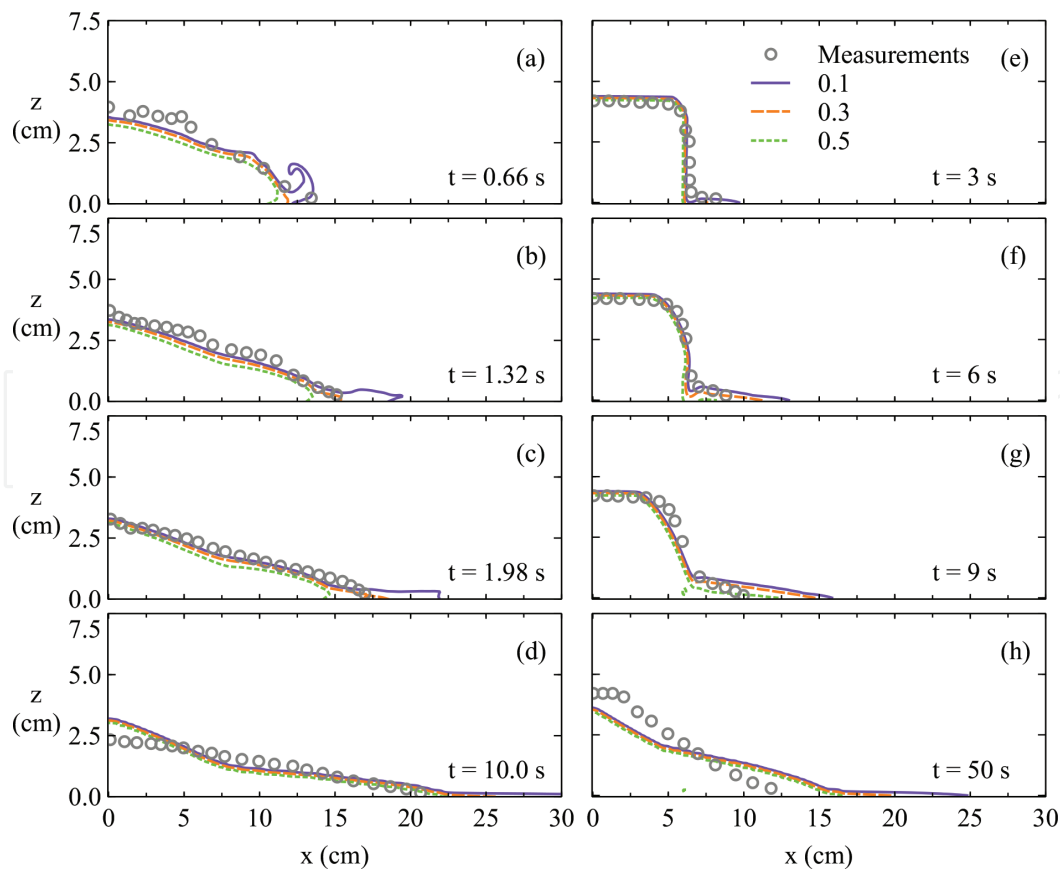 7.5
5.0
2.5
0.0
z
(cm)
(a)
t = 0.66 s
(e)
Measurements
0.1
0.3
0.5
t = 3 s
7.5
5.0
2.5
0.0
z
(cm)
(b)
t = 1.32 s
(f)
t = 6 s
7.5
5.0
2.5
0.0
z
(cm)
(c)
t = 1.98 s
(g)
t = 9 s
7.5
5.0
2.5
0.0
z
(cm)
(d)
t = 10.0 s
(h)
t = 50 s
0 5 10 15 20 25 30
x (cm)
0 5 10 15 20 25 30
x (cm)